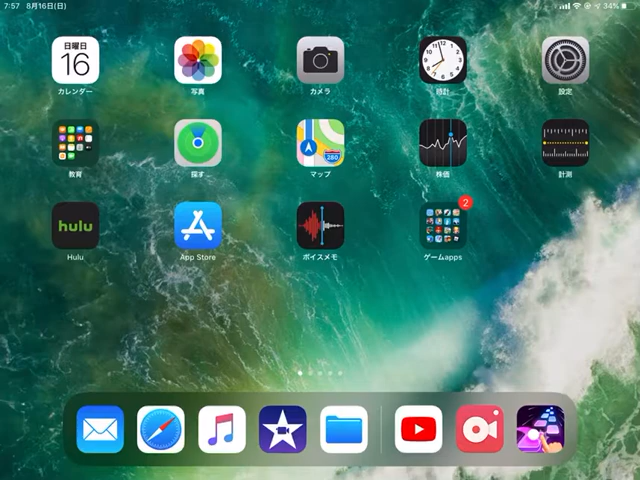 7:57 8月16日(日) 34%
日曜日
16
カレンダー
写真
カメラ
時計
設定
教育
探す
280
マップ
株価
計測
hulu
Hulu
App Store
ボイスメモ
2
ゲームapps